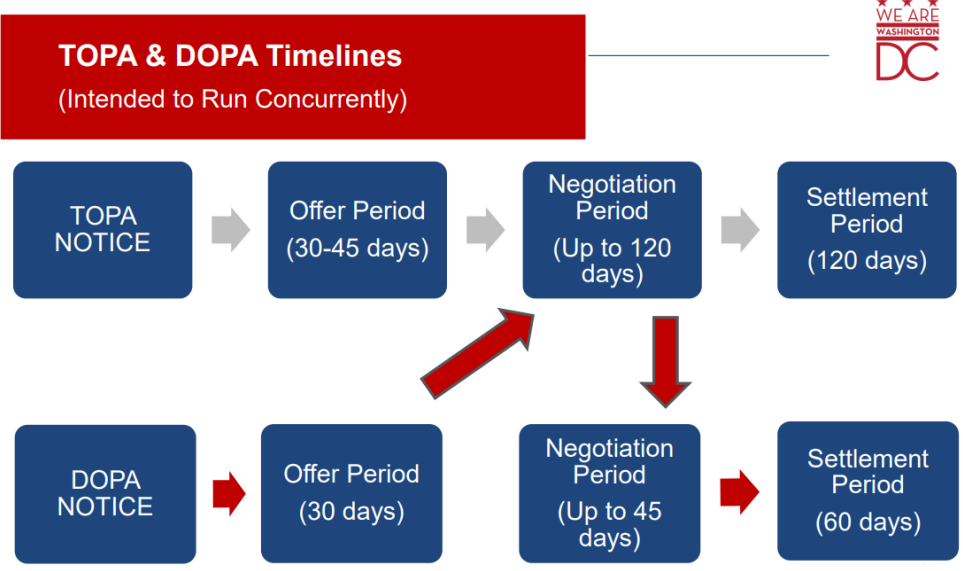 WE ARE
WASHINGTON
DC
TOPA & DOPA Timelines
(Intended to Run Concurrently)
TOPA
NOTICE
Offer Period
(30-45 days)
Negotiation
Period
(Up to 120
days)
Settlement
Period
(120 days)
DOPA
NOTICE
Offer Period
(30 days)
Negotiation
Period
(Up to 45
days)
Settlement
Period
(60 days)